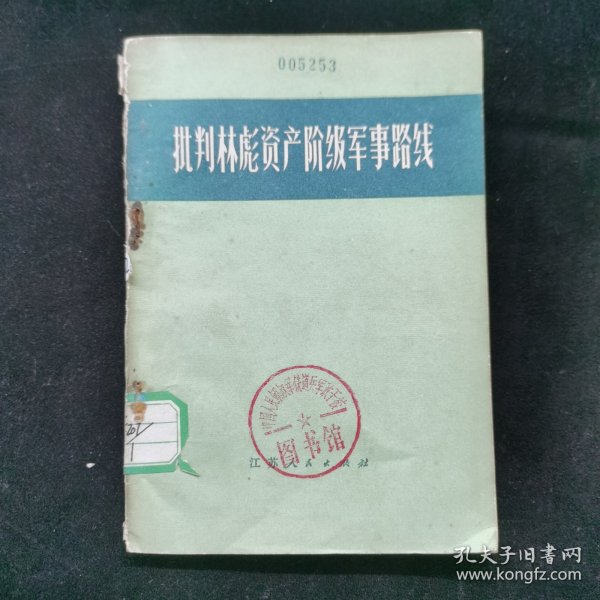 005253
批判林彪资产阶级军事路线
图书馆
江苏人民出版社
1
孔夫子旧书网
www.kongfz.com